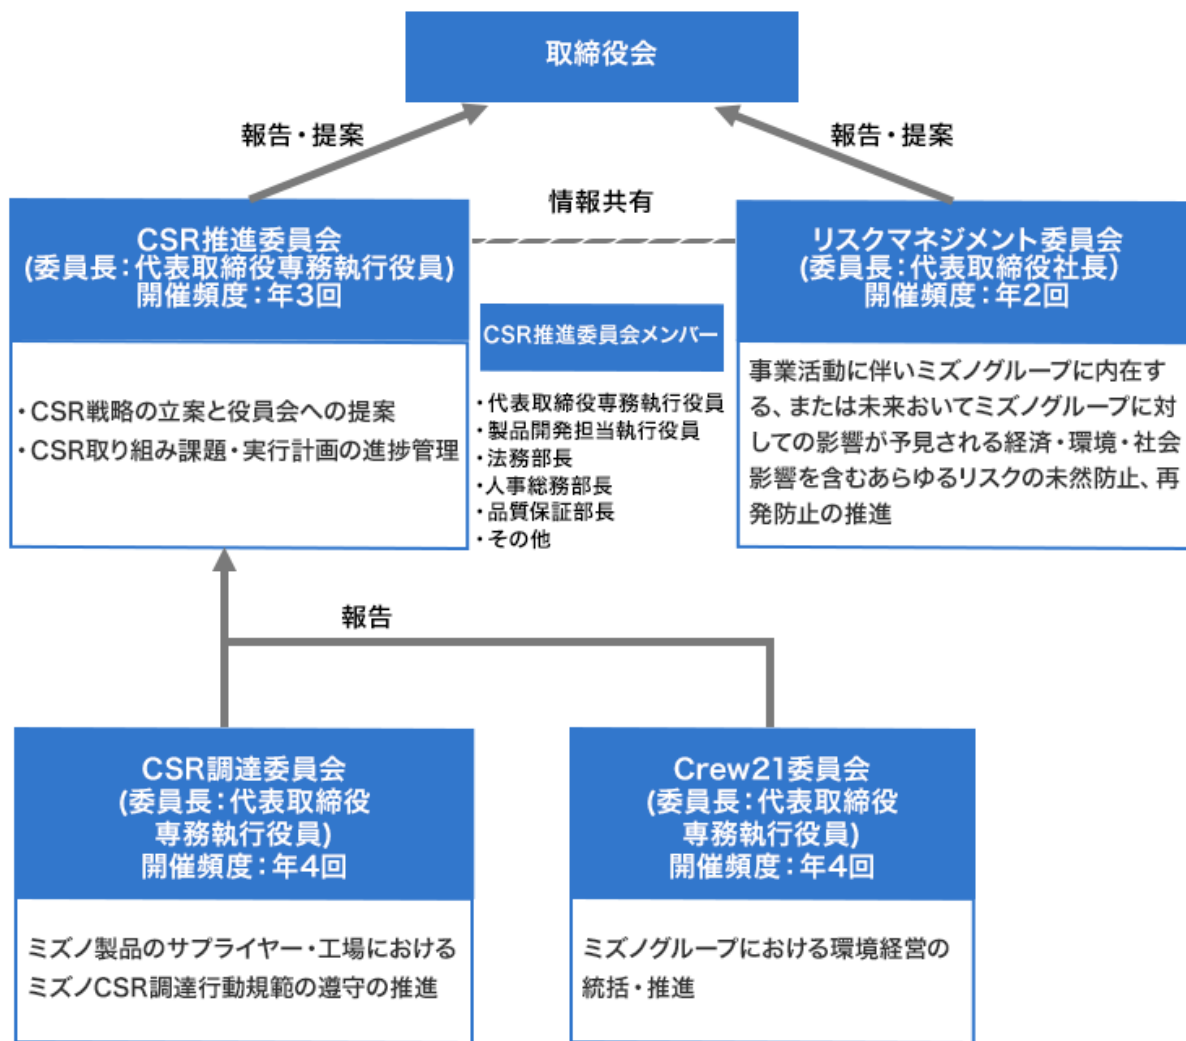 取締役会
報告・提案
報告・提案
情報共有
CSR推進委員会
(委員長：代表取締役専務執行役員)
開催頻度：年3回
・CSR戦略の立案と役員会への提案
・CSR取り組み課題・実行計画の進捗管理
CSR推進委員会メンバー
・代表取締役専務執行役員
・製品開発担当執行役員
・法務部長
・人事総務部長
・品質保証部長
・その他
リスクマネジメント委員会
(委員長：代表取締役社長）
開催頻度：年2回
事業活動に伴いミズノグループに内在す
る、または未来おいてミズノグループに対
しての影響が予見される経済・環境・社会
影響を含むあらゆるリスクの未然防止、再
発防止の推進
報告
CSR調達委員会
(委員長：代表取締役
専務執行役員)
開催頻度：年4回
ミズノ製品のサプライヤー・工場における
ミズノCSR調達行動規範の遵守の推進
Crew21委員会
(委員長：代表取締役
専務執行役員)
開催頻度：年4回
ミズノグループにおける環境経営の
統括・推進